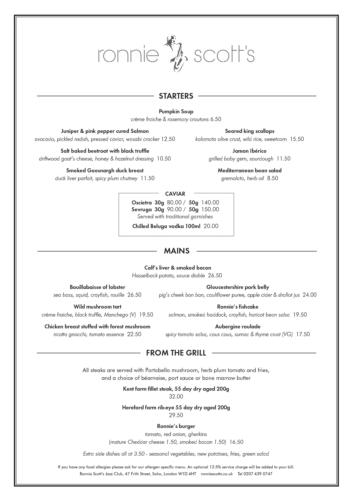 ronnie scott's
STARTERS
Pumpkin Soup
crème fraiche & rosemary croutons 6.50
Juniper & pink pepper cured Salmon
avocado, pickled radish, pressed caviar, wasabi cracker 12.50
Seared king scallops
kalamata olive crust, wild rice, sweetcorn 15.50
Salt baked beetroot with black truffle
driftwood goat's cheese, honey & hazelnut dressing 10.50
Jamon Ibérico
grilled baby gem, sourdough 11.50
Smoked Goosnargh duck breast
duck liver parfait, spicy plum chutney 11.50
Mediterranean bean salad
gremolata, herb oil 8.50
CAVIAR
Oscietra 30g 80.00 / 50g 140.00
Sevruga 30g 90.00 / 50g 150.00
Served with traditional garnishes
Chilled Beluga vodka 100ml 20.00
MAINS
Calf's liver & smoked bacon
Hasselback potato, sauce diable 26.50
Bouillabaisse of lobster
sea bass, squid, crayfish, rouille 26.50
Gloucestershire pork belly
pig's cheek bon bon, cauliflower puree, apple cider & shallot jus 24.00
Wild mushroom tart
crème fraiche, black truffle, Manchego (V) 19.50
Ronnie's fishcake
salmon, smoked haddock, crayfish, haricot bean salsa 19.50
Chicken breast stuffed with forest mushroom
ricotta gnocchi, tomato essence 22.50
Aubergine roulade
spicy tomato salsa, cous cous, sumac & thyme crust (VG) 17.50
FROM THE GRILL
All steaks are served with Portobello mushroom, herb plum tomato and fries,
and a choice of béarnaise, port sauce or bone marrow butter
Kent farm fillet steak, 55 day dry aged 200g
32.00
Hereford farm rib-eye 55 day dry aged 200g
29.50
Ronnie's burger
tomato, red onion, gherkins
(mature Cheddar cheese 1.50, smoked bacon 1.50) 16.50
Extra side dishes all at 3.50 - seasonal vegetables, new potatoes, fries, green salad
If you have any food allergies please ask for our allergen specific menu. An optional 12.5% service charge will be added to your bill.
Ronnie Scott's Jazz Club, 47 Frith Street, Soho, London W1D 4HT ronniescotts.co.uk Tel 0207 439 0747